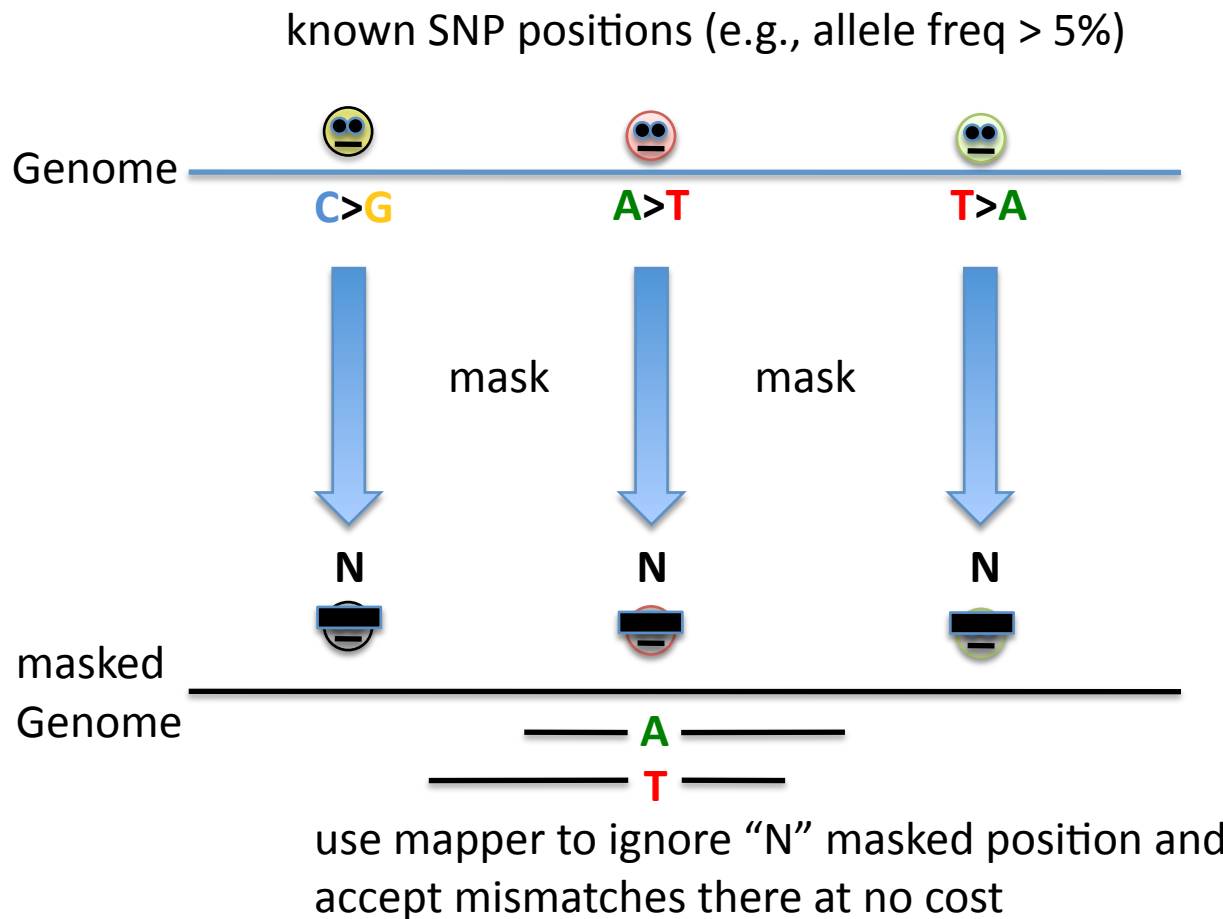 known SNP positions (e.g., allele freq > 5%)
Genome
C>G A>T T>A
mask mask
N N N
masked
Genome
A
T
use mapper to ignore “N” masked position and
accept mismatches there at no cost